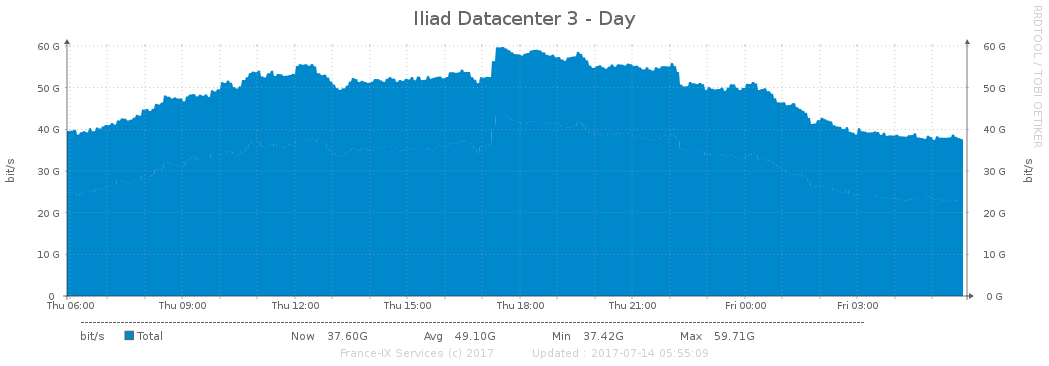 Iliad Datacenter 3 - Day
RRDTOOL / TOBI OETIKER
bit/s
60 G
50 G
40 G
30 G
20 G
10 G
0
60 G
50 G
40 G
30 G
20 G
10 G
0 G
bit/s
Thu 06:00 Thu 09:00 Thu 12:00 Thu 15:00 Thu 18:00 Thu 21:00 Fri 00:00 Fri 03:00
bit/s Total Now 37.60G Avg 49.10G Min 37.42G Max 59.71G
France-IX Services (c) 2017 Updated : 2017-07-14 05:55:09